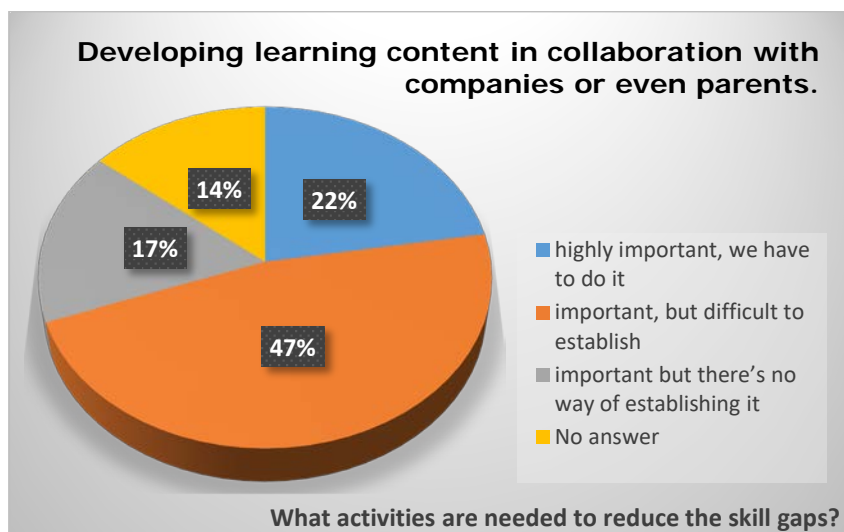 Developing learning content in collaboration with
companies or even parents.
22%
47%
17%
14%
highly important, we have
to do it
important, but difficult to
establish
important but there’s no
way of establishing it
No answer
What activities are needed to reduce the skill gaps?